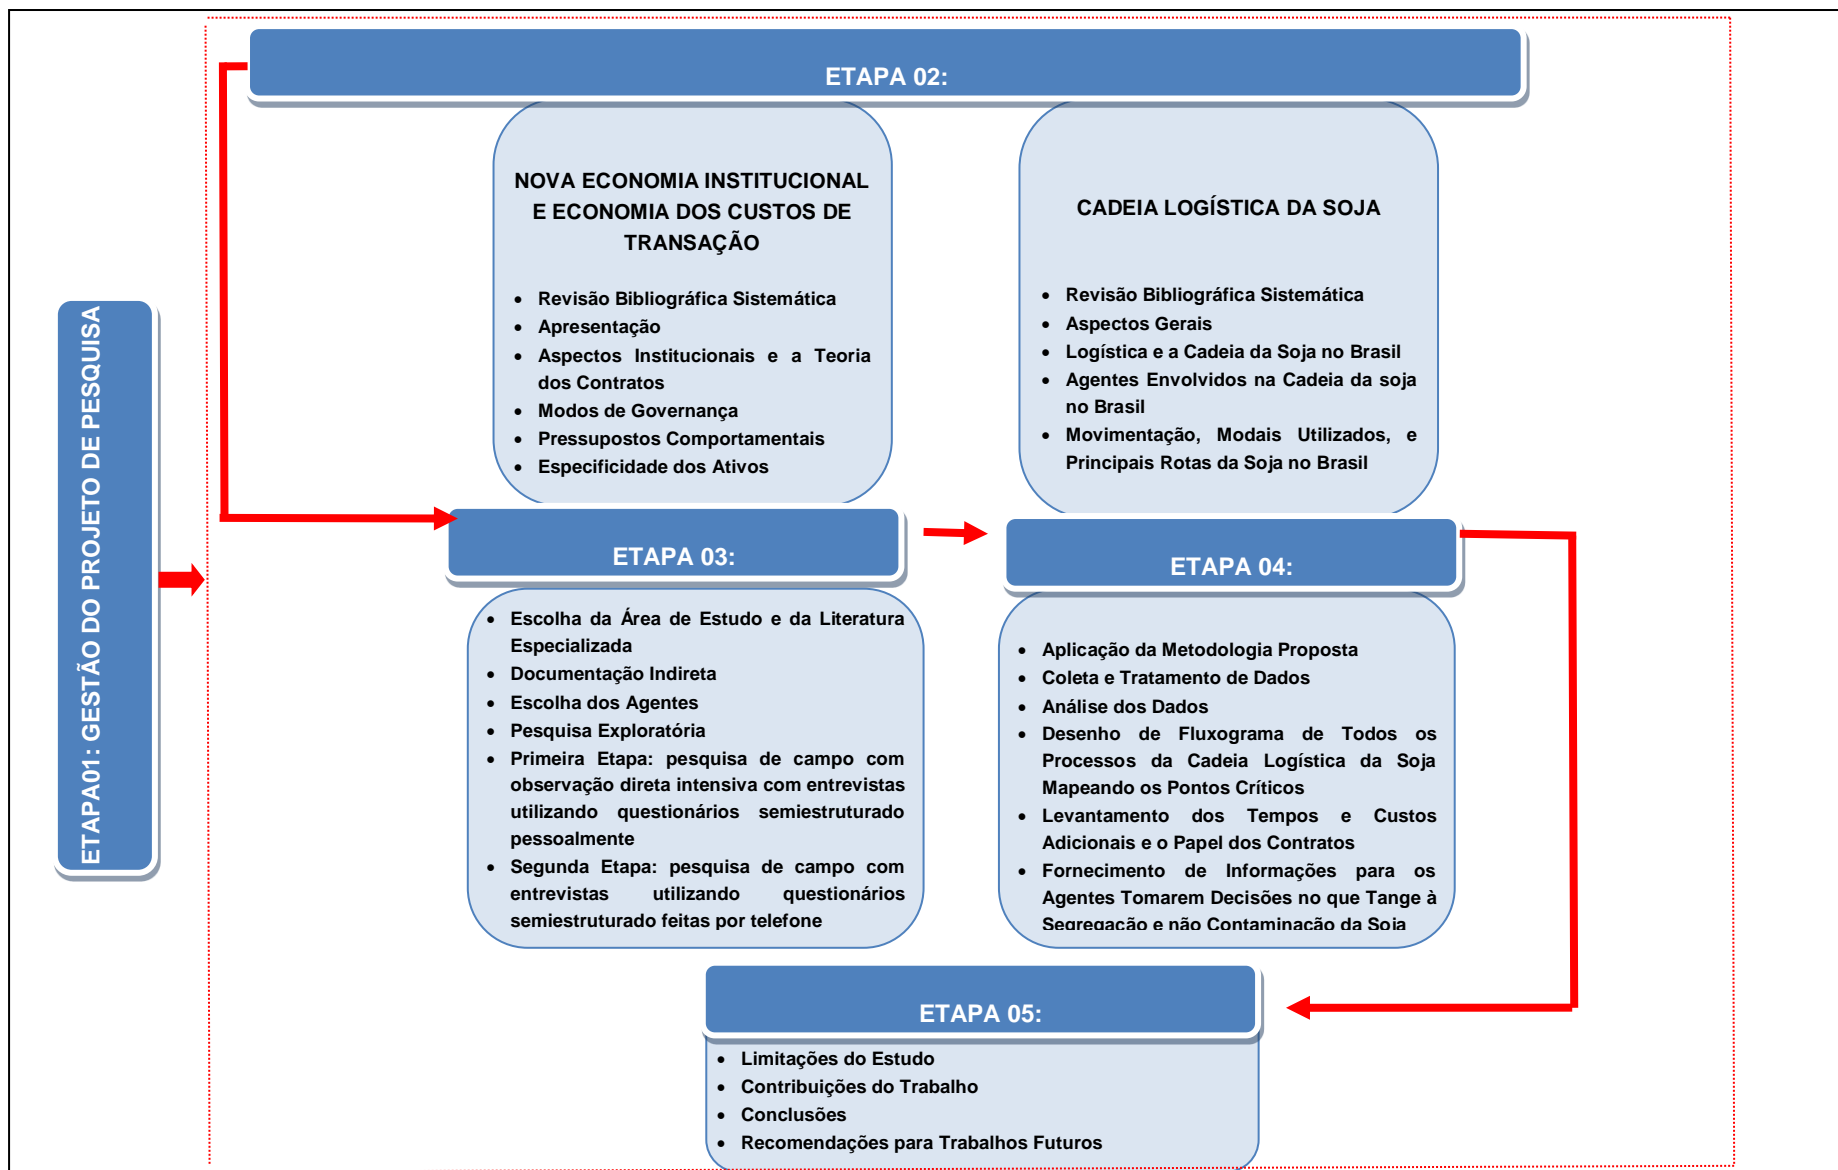 ETAPA01: GESTÃO DO PROJETO DE PESQUISA
ETAPA 02:
NOVA ECONOMIA INSTITUCIONAL
E ECONOMIA DOS CUSTOS DE
TRANSAÇÃO
• Revisão Bibliográfica Sistemática
• Apresentação
• Aspectos Institucionais e a Teoria
dos Contratos
• Modos de Governança
• Pressupostos Comportamentais
• Especificidade dos Ativos
CADEIA LOGÍSTICA DA SOJA
• Revisão Bibliográfica Sistemática
• Aspectos Gerais
• Logística e a Cadeia da Soja no Brasil
• Agentes Envolvidos na Cadeia da soja
no Brasil
• Movimentação, Modais Utilizados, e
Principais Rotas da Soja no Brasil
ETAPA 03:
• Escolha da Área de Estudo e da Literatura
Especializada
• Documentação Indireta
• Escolha dos Agentes
• Pesquisa Exploratória
• Primeira Etapa: pesquisa de campo com
observação direta intensiva com entrevistas
utilizando questionários semiestruturado
pessoalmente
• Segunda Etapa: pesquisa de campo com
entrevistas utilizando questionários
semiestruturado feitas por telefone
ETAPA 04:
• Aplicação da Metodologia Proposta
• Coleta e Tratamento de Dados
• Análise dos Dados
• Desenho de Fluxograma de Todos os
Processos da Cadeia Logística da Soja
Mapeando os Pontos Críticos
• Levantamento dos Tempos e Custos
Adicionais e o Papel dos Contratos
• Fornecimento de Informações para os
Agentes Tomarem Decisões no que Tange à
Segregação e não Contaminação da Soja
ETAPA 05:
• Limitações do Estudo
• Contribuições do Trabalho
• Conclusões
• Recomendações para Trabalhos Futuros